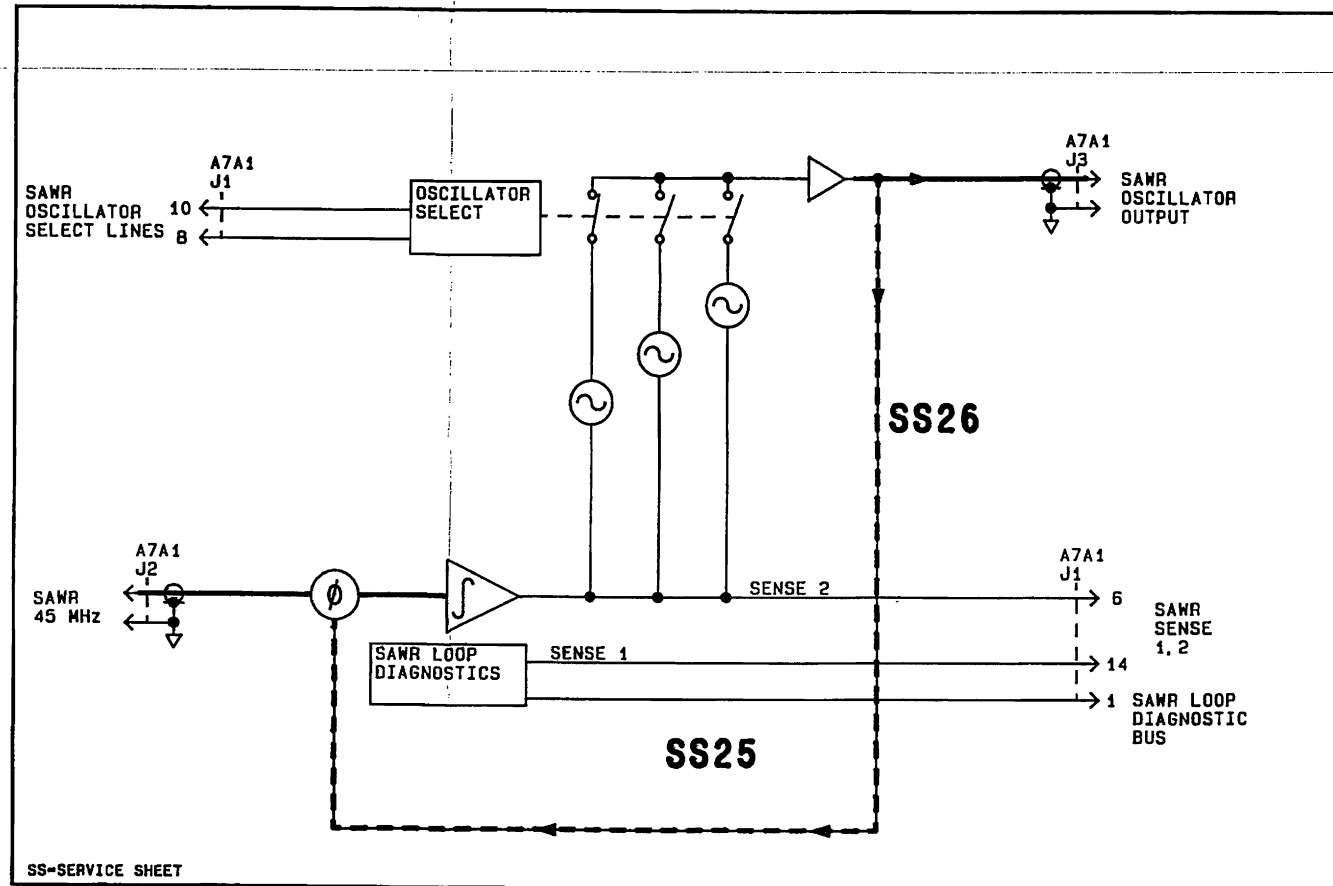 A7A1
J1
SAWR
OSCILLATOR
SELECT LINES
10
8
OSCILLATOR
SELECT
A7A1
J3
SAWR
OSCILLATOR
OUTPUT
SS26
A7A1
J2
SAWR
45 MHz
ϕ
∫
SENSE 2
A7A1
J1
6
SAWR
SENSE
1,2
SAWR LOOP
DIAGNOSTICS
SENSE 1
14
1
SAWR LOOP
DIAGNOSTIC
BUS
SS25
SS=SERVICE SHEET